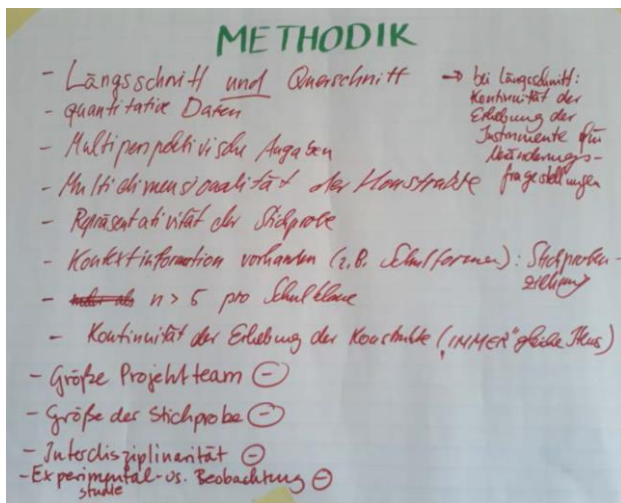 METHODIK
- Längsschnitt und Querschnitt
→ bei Längsschnitt:
Kontinuität der
Erhebung der
Instrumente für
Veränderungs-
fragestellungen
- quantitative Daten
- Multiperspektivische Angaben
- Multidimensionalität der Konstrukte
- Repräsentativität der Stichprobe
- Kontextinformation vorhanden (z.B. Schulformen): Stichproben-
ziehung
- n > 5 pro Schulklasse
- Kontinuität der Erhebung der Konstrukte („IMMER" gleiche Items)
- Größe Projektteam ⊖
- Größe der Stichprobe ⊖
- Interdisziplinarität ⊖
- Experimental- vs. Beobachtung ⊖
studie